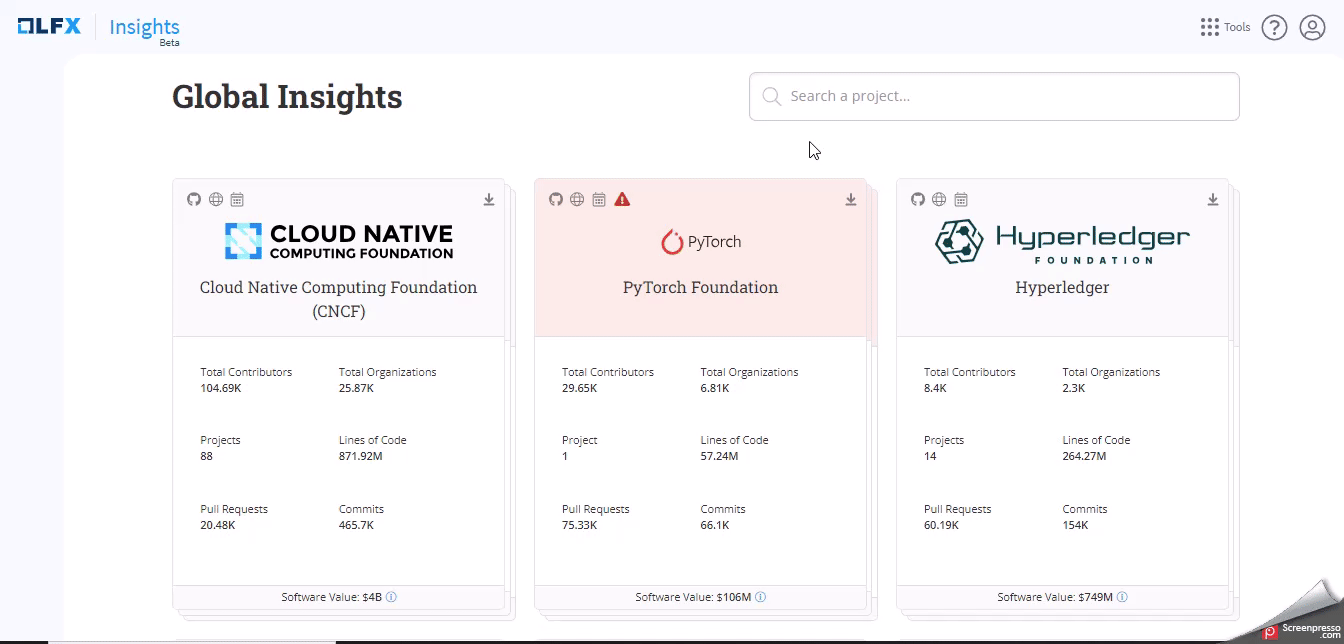 LFX Insights
Beta
Tools
?
Global Insights
Search a project...
CLOUD NATIVE
COMPUTING FOUNDATION
Cloud Native Computing Foundation
(CNCF)
Total Contributors Total Organizations
104.69K 25.87K
Projects Lines of Code
88 871.92M
Pull Requests Commits
20.48K 465.7K
Software Value: $4B
PyTorch
PyTorch Foundation
Total Contributors Total Organizations
29.65K 6.81K
Project Lines of Code
1 57.24M
Pull Requests Commits
75.33K 66.1K
Software Value: $106M
Hyperledger
FOUNDATION
Hyperledger
Total Contributors Total Organizations
8.4K 2.3K
Projects Lines of Code
14 264.27M
Pull Requests Commits
60.19K 154K
Software Value: $749M
Screenpresso
.com